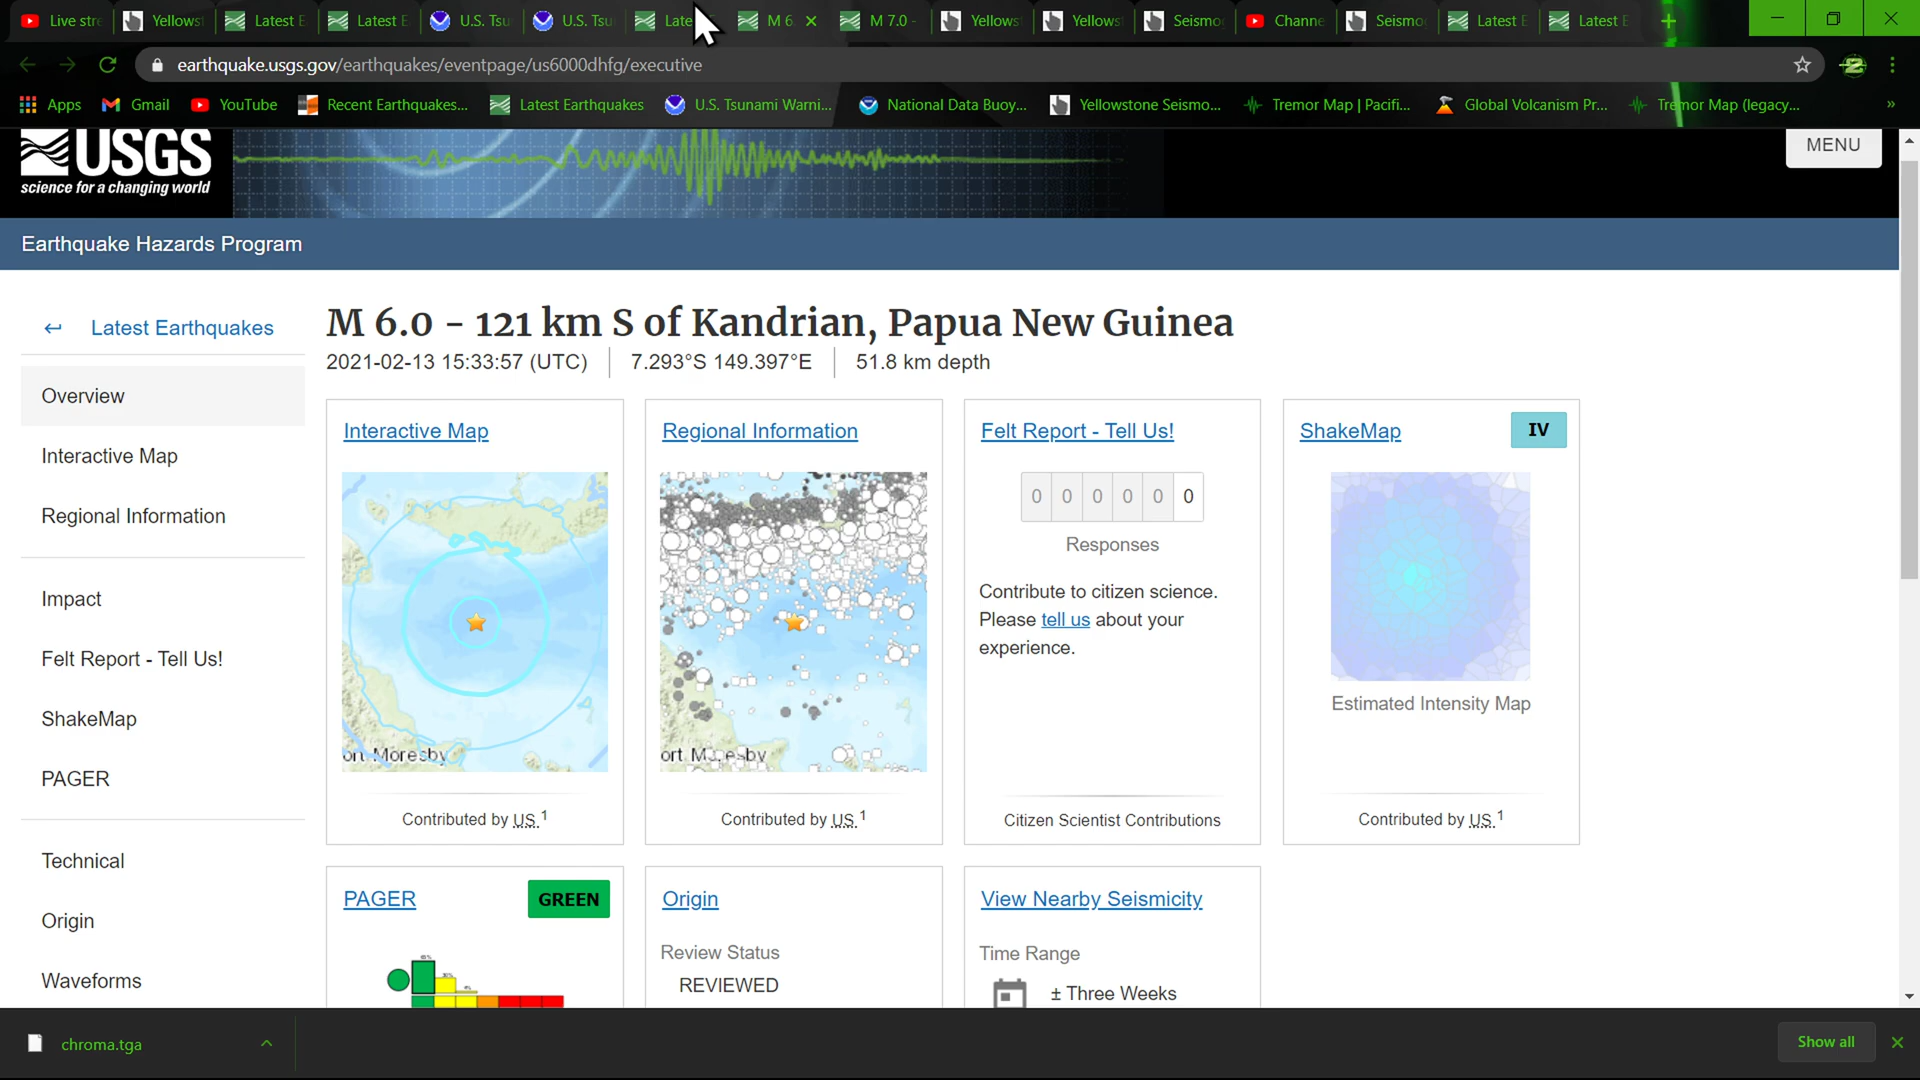 Live stre
Yellows
Latest E
Latest E
U.S. Tsu
U.S. Tsu
Late
M 6.
M 7.0 -
Yellows
Yellows
Seismo
Channe
Seismo
Latest E
Latest E
earthquake.usgs.gov/earthquakes/eventpage/us6000dhfg/executive
Apps
Gmail
YouTube
Recent Earthquakes...
Latest Earthquakes
U.S. Tsunami Warni...
National Data Buoy...
Yellowstone Seismo...
Tremor Map | Pacifi...
Global Volcanism Pr...
Tremor Map (legacy...
»
USGS
science for a changing world
MENU
Earthquake Hazards Program
Latest Earthquakes
Overview
Interactive Map
Regional Information
Impact
Felt Report - Tell Us!
ShakeMap
PAGER
Technical
Origin
Waveforms
M 6.0 - 121 km S of Kandrian, Papua New Guinea
2021-02-13 15:33:57 (UTC)
7.293°S 149.397°E
51.8 km depth
Interactive Map
Contributed by US 1
Regional Information
Contributed by US 1
Felt Report - Tell Us!
0 0 0 0 0 0
Responses
Contribute to citizen science.
Please tell us about your
experience.
Citizen Scientist Contributions
ShakeMap
IV
Estimated Intensity Map
Contributed by US 1
PAGER
GREEN
Origin
Review Status
REVIEWED
View Nearby Seismicity
Time Range
± Three Weeks
chroma.tga
Show all